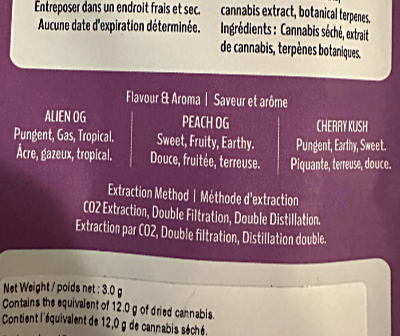 Entreposer dans un endroit frais et sec.
Aucune date d'expiration déterminée.
cannabis extract, botanical terpenes.
Ingrédients : Cannabis séché, extrait
de cannabis, terpènes botaniques.
Flavour & Aroma | Saveur et arôme
ALIEN OG
Pungent, Gas, Tropical.
Âcre, gazeux, tropical.
PEACH OG
Sweet, Fruity, Earthy.
Douce, fruitée, terreuse.
CHERRY KUSH
Pungent, Earthy, Sweet.
Piquante, terreuse, douce.
Extraction Method | Méthode d'extraction
CO2 Extraction, Double Filtration, Double Distillation.
Extraction par CO2, Double filtration, Distillation double.
Net Weight / poids net : 3.0 g
Contains the equivalent of 12.0 g of dried cannabis.
Contient l'équivalent de 12,0 g de cannabis séché.